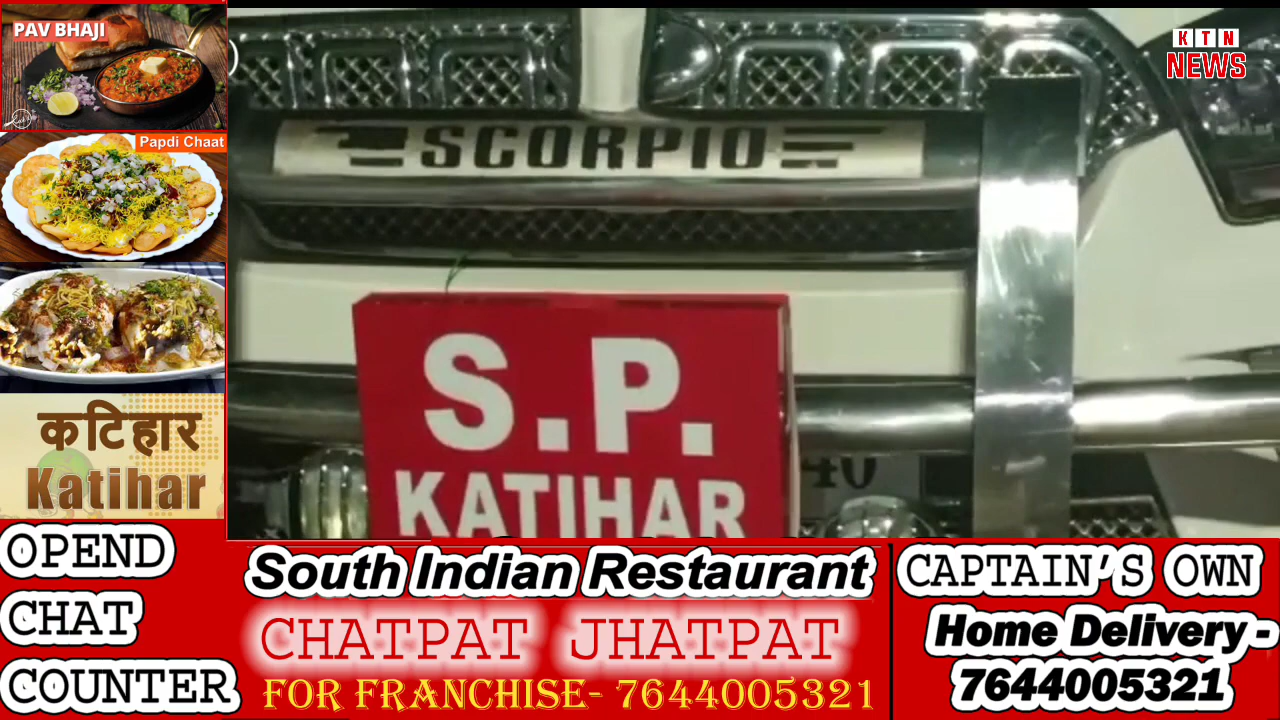 PAV BHAJI
Papdi Chaat
कटिहार
Katihar
KTN
NEWS
SCORPIO
S.P.
KATIHAR
40
OPEND
CHAT
COUNTER
South Indian Restaurant
CHATPAT JHATPAT
FOR FRANCHISE- 7644005321
CAPTAIN'S OWN
Home Delivery-
7644005321